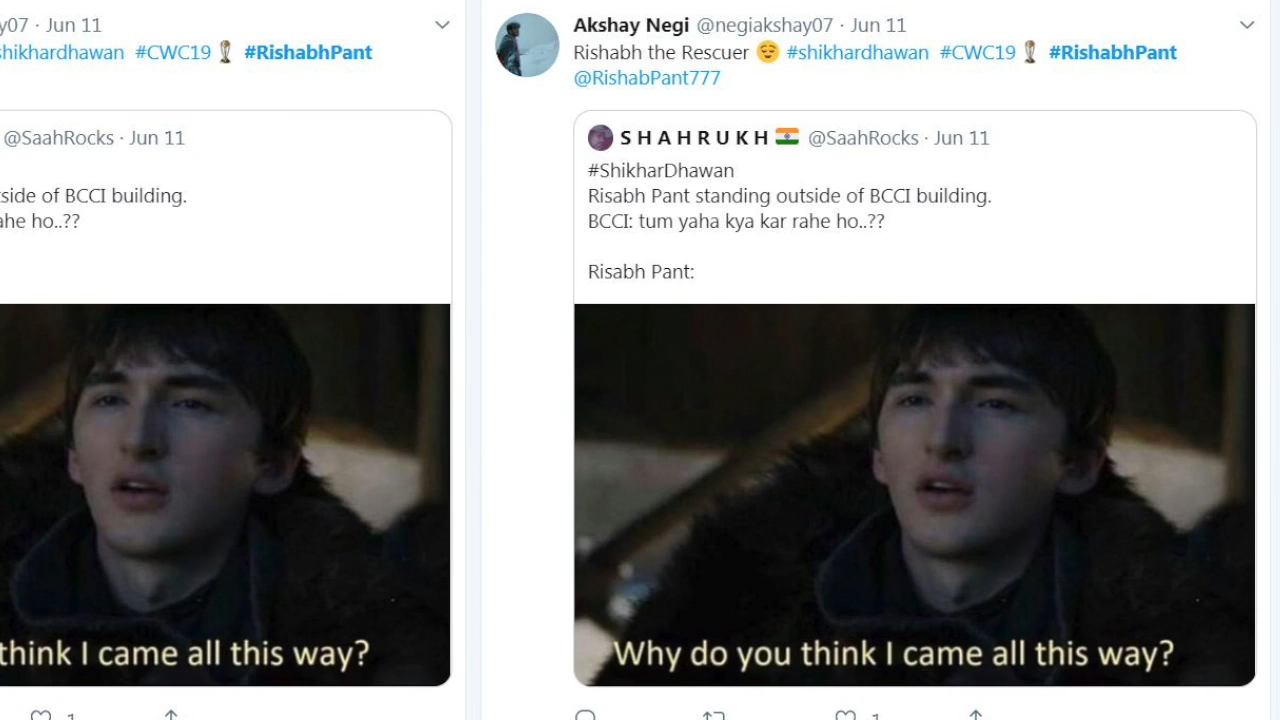 y07 · Jun 11
shikhardhawan #CWC19 #RishabhPant
@SaahRocks · Jun 11
side of BCCI building.
ahe ho..??
think I came all this way?
1
Akshay Negi @negiakshay07 · Jun 11
Rishabh the Rescuer 😌 #shikhardhawan #CWC19 #RishabhPant
@RishabPant777
S H A H R U K H 🇮🇳 @SaahRocks · Jun 11
#ShikharDhawan
Risabh Pant standing outside of BCCI building.
BCCI: tum yaha kya kar rahe ho..??
Risabh Pant:
Why do you think I came all this way?
1